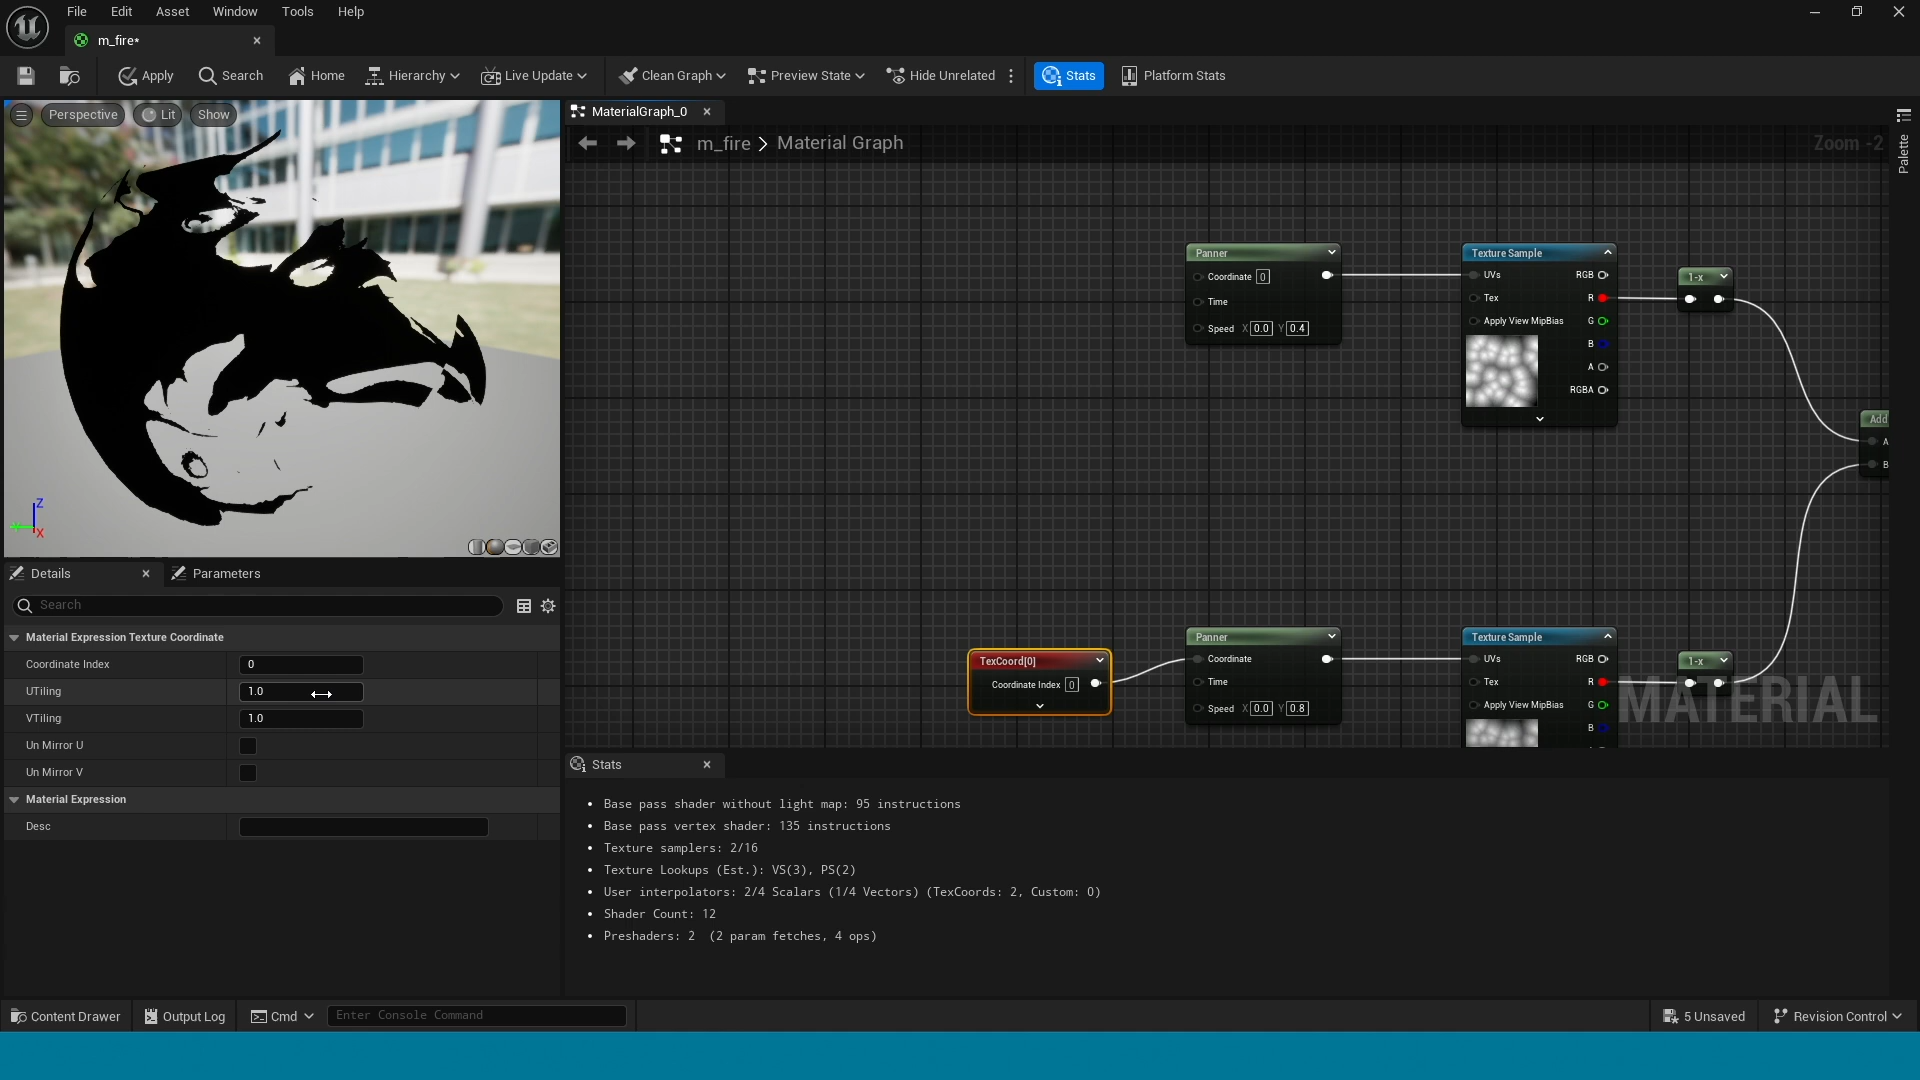 File Edit Asset Window Tools Help
m_fire*
Apply Search Home Hierarchy Live Update Clean Graph Preview State Hide Unrelated Stats Platform Stats
Perspective Lit Show
Z
X
MaterialGraph_0
m_fire > Material Graph
Zoom -2
Palette
Panner
Coordinate 0
Time
Speed X 0.0 Y 0.4
Texture Sample
UVs RGB
Tex R
Apply View MipBias G
B
A
RGBA
1-x
Add
A
B
TexCoord[0]
Coordinate Index 0
Panner
Coordinate
Time
Speed X 0.0 Y 0.8
Texture Sample
UVs RGB
Tex R
Apply View MipBias G
B
1-x
MATERIAL
Details Parameters
Search
Material Expression Texture Coordinate
Coordinate Index 0
UTiling 1.0
VTiling 1.0
Un Mirror U
Un Mirror V
Material Expression
Desc
Stats
• Base pass shader without light map: 95 instructions
• Base pass vertex shader: 135 instructions
• Texture samplers: 2/16
• Texture Lookups (Est.): VS(3), PS(2)
• User interpolators: 2/4 Scalars (1/4 Vectors) (TexCoords: 2, Custom: 0)
• Shader Count: 12
• Preshaders: 2 (2 param fetches, 4 ops)
Content Drawer Output Log Cmd Enter Console Command 5 Unsaved Revision Control